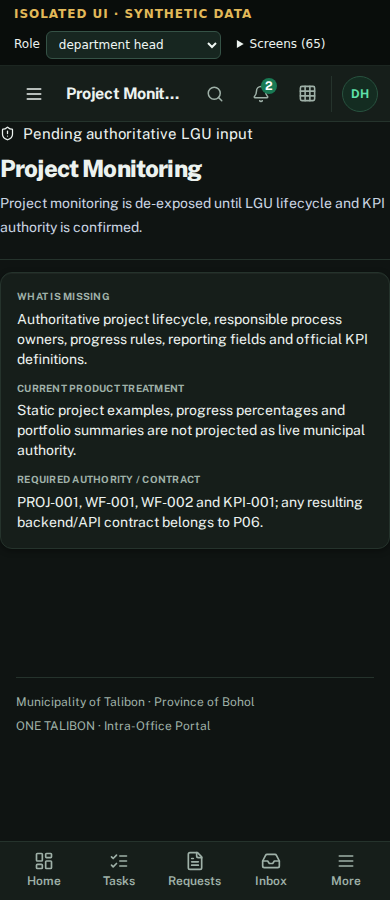 ISOLATED UI · SYNTHETIC DATA
Role department head Screens (65)
Project Monit... 2 DH
Pending authoritative LGU input
Project Monitoring
Project monitoring is de-exposed until LGU lifecycle and KPI
authority is confirmed.
WHAT IS MISSING
Authoritative project lifecycle, responsible process
owners, progress rules, reporting fields and official KPI
definitions.
CURRENT PRODUCT TREATMENT
Static project examples, progress percentages and
portfolio summaries are not projected as live municipal
authority.
REQUIRED AUTHORITY / CONTRACT
PROJ-001, WF-001, WF-002 and KPI-001; any resulting
backend/API contract belongs to P06.
Municipality of Talibon · Province of Bohol
ONE TALIBON · Intra-Office Portal
Home Tasks Requests Inbox More